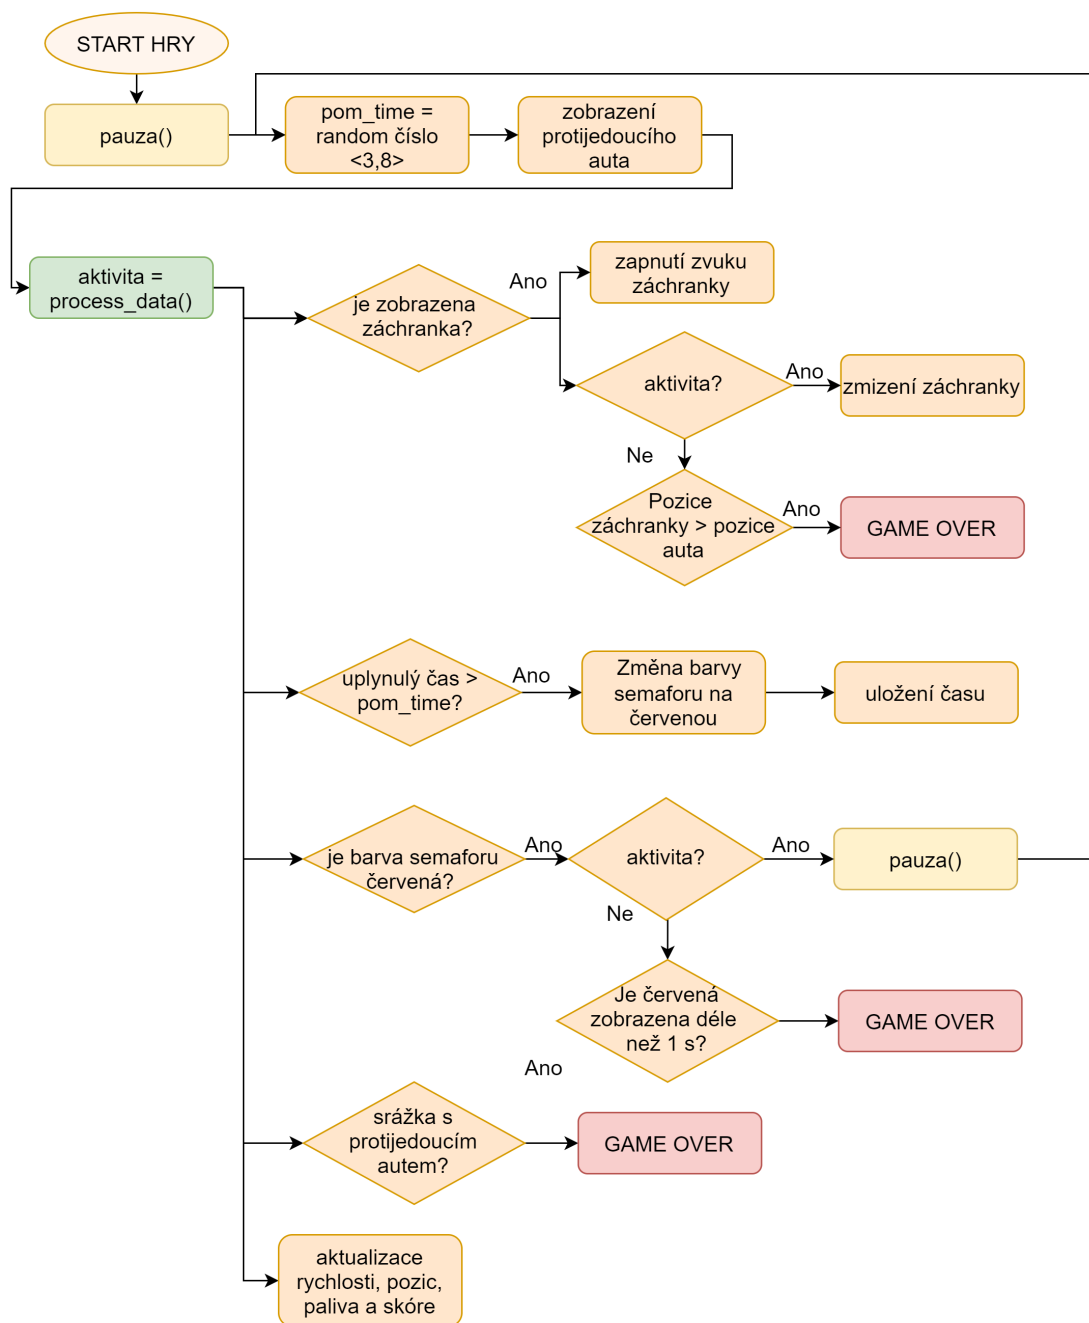 START HRY
pauza()
pom_time =
random číslo
<3,8>
zobrazení
protijedoucího
auta
aktivita =
process_data()
je zobrazena
záchranka?
Ano
zapnutí zvuku
záchranky
aktivita?
Ano
zmizení záchranky
Ne
Pozice
záchranky > pozice
auta
Ano
GAME OVER
uplynulý čas >
pom_time?
Ano
Změna barvy
semaforu na
červenou
uložení času
je barva semaforu
červená?
Ano
aktivita?
Ano
pauza()
Ne
Je červená
zobrazena déle
než 1 s?
GAME OVER
Ano
srážka s
protijedoucím
autem?
GAME OVER
aktualizace
rychlosti, pozic,
paliva a skóre